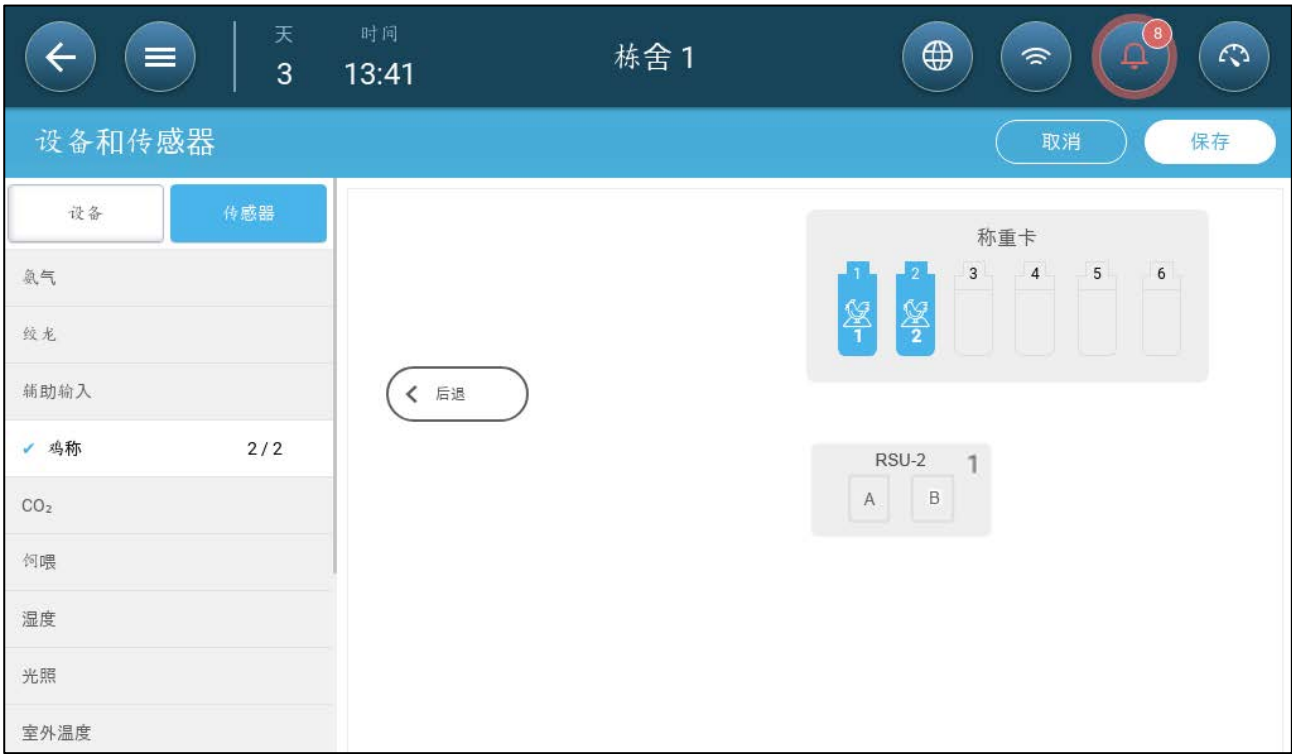 天 时间
3 13:41 栋舍 1 8
设备和传感器 取消 保存
设备 传感器
氨气
绞龙
辅助输入
鸡称 2 / 2
CO₂
饲喂
湿度
光照
室外温度
称重卡
1 2 3 4 5 6
1 2
后退
RSU-2 1
A B